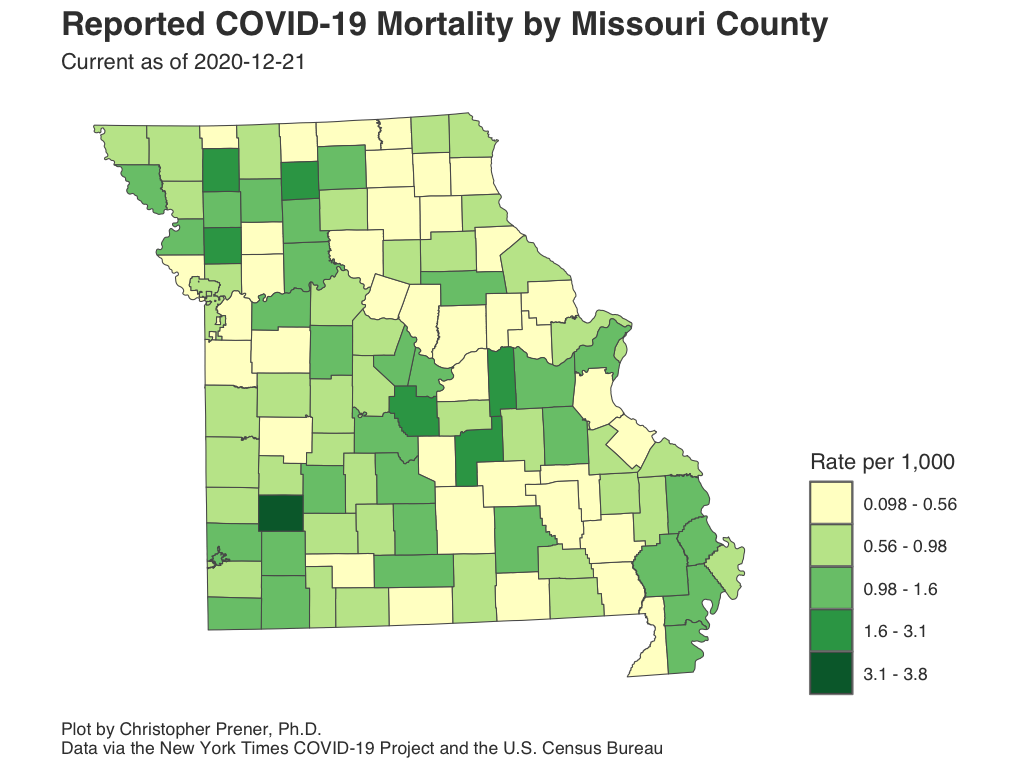 Reported COVID-19 Mortality by Missouri County
Current as of 2020-12-21
Rate per 1,000
0.098 - 0.56
0.56 - 0.98
0.98 - 1.6
1.6 - 3.1
3.1 - 3.8
Plot by Christopher Prener, Ph.D.
Data via the New York Times COVID-19 Project and the U.S. Census Bureau